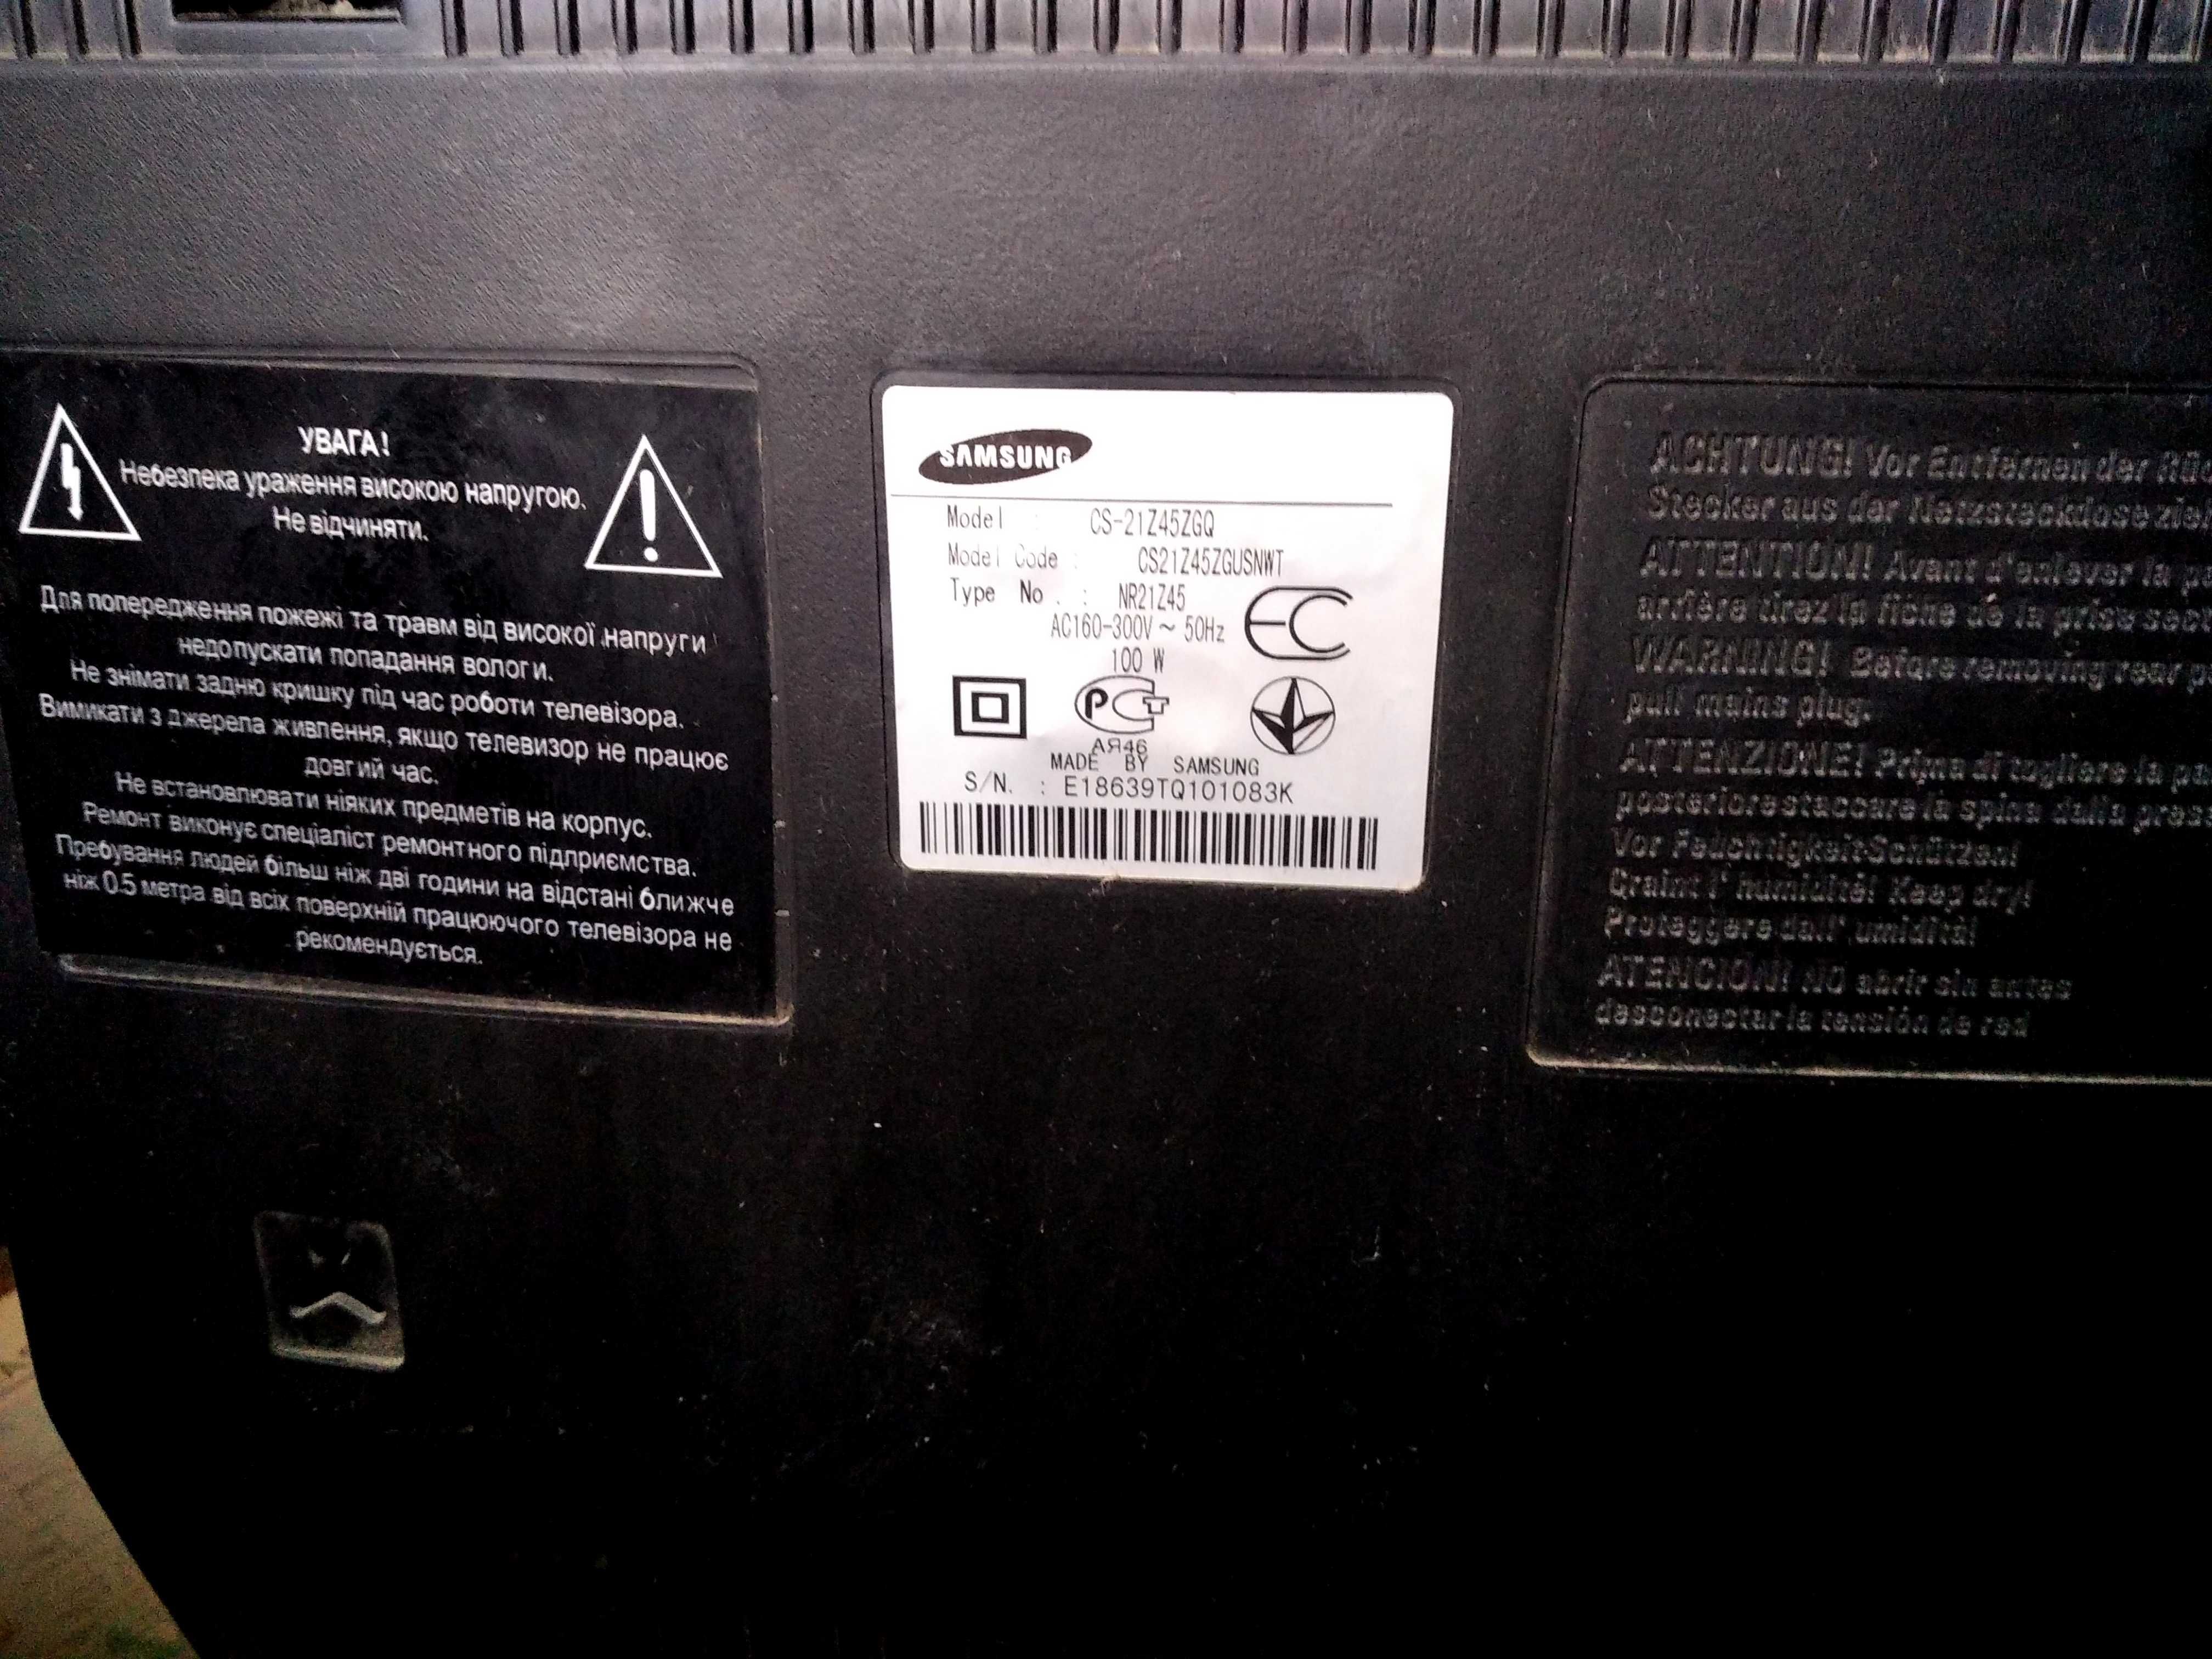 УВАГА!
Небезпека ураження високою напругою.
Не відчиняти.
Для попередження пожежі та травм від високої напруги
недопускати попадання вологи.
Не знімати задню кришку під час роботи телевізора.
Вимикати з джерела живлення, якщо телевизор не працює
довгий час.
Не встановлювати ніяких предметів на корпус.
Ремонт виконує спеціаліст ремонтного підприємства.
Пребування людей більш ніж дві години на відстані ближче
ніж 0.5 метра від всіх поверхній працюючого телевізора не
рекомендується.
SAMSUNG
Model : CS-21Z45ZGQ
Model Code : CS21Z45ZGUSNWT
Type No . : NR21Z45
AC160-300V ~ 50Hz
100 W
АЯ46
MADE BY SAMSUNG
S/N. : E18639TQ101083K
ACHTUNG! Vor Entfernen der
Stecker aus der Netzsteckdose
ATTENTION! Avant d'enlever la
arrière tirez la fiche de la prise
WARNING! Before removing rear
pull mains plug.
ATTENZIONE! Prima di togliere la
posteriore staccare la spina dalla
Vor Feuchtigkeit Schützen!
Craint l' humidité! Keep dry!
Proteggere dall' umidità!
ATENCION! NO abrir sin antes
desconectar la tensión de red